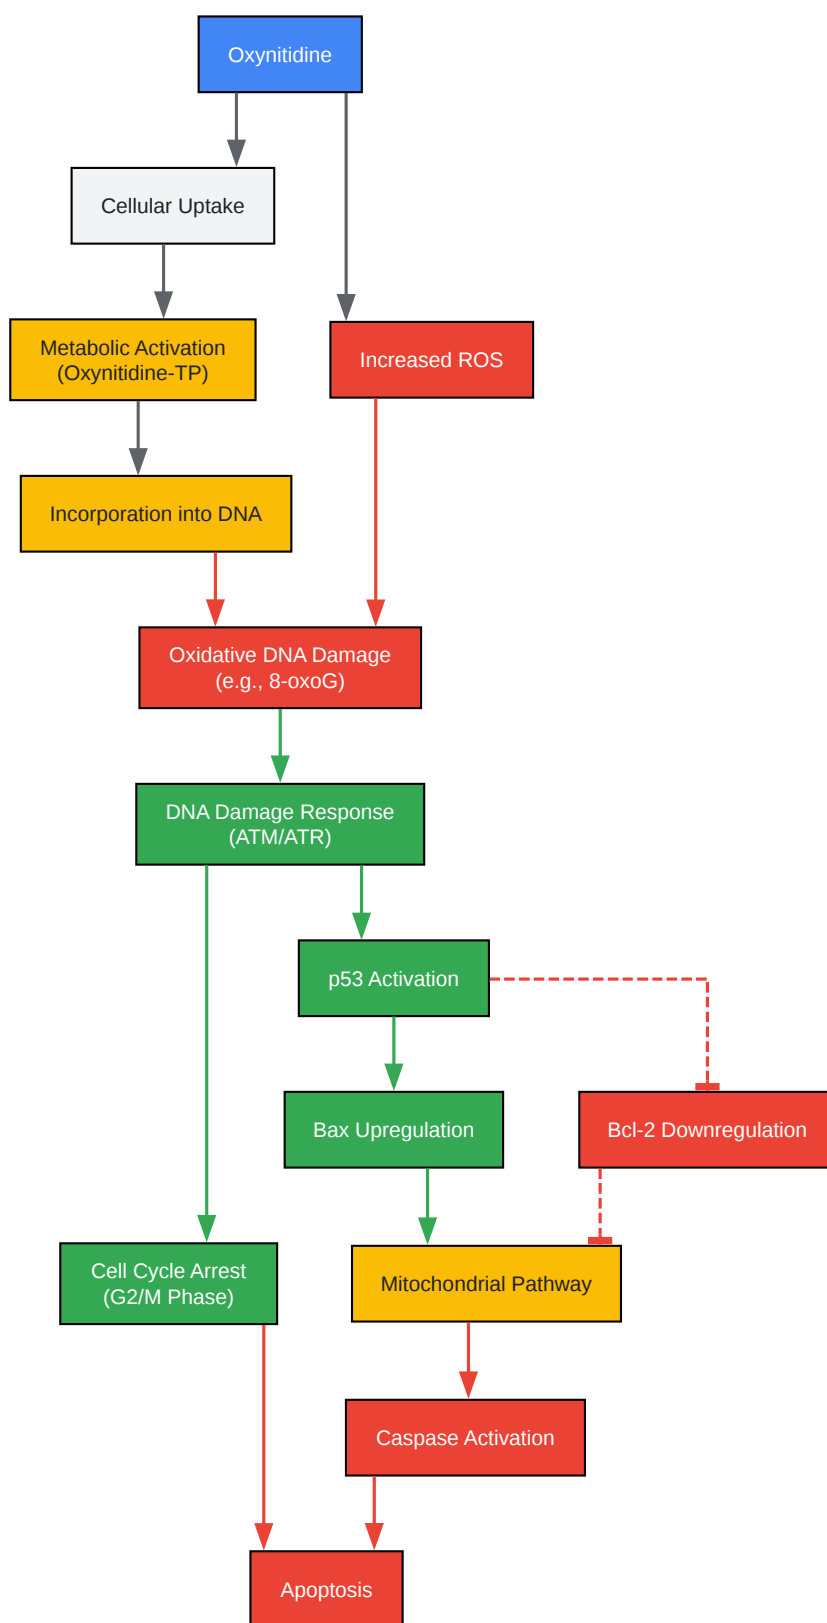 Oxynitidine
Cellular Uptake
Metabolic Activation
(Oxynitidine-TP)
Increased ROS
Incorporation into DNA
Oxidative DNA Damage
(e.g., 8-oxoG)
DNA Damage Response
(ATM/ATR)
p53 Activation
Bax Upregulation
Bcl-2 Downregulation
Cell Cycle Arrest
(G2/M Phase)
Mitochondrial Pathway
Caspase Activation
Apoptosis